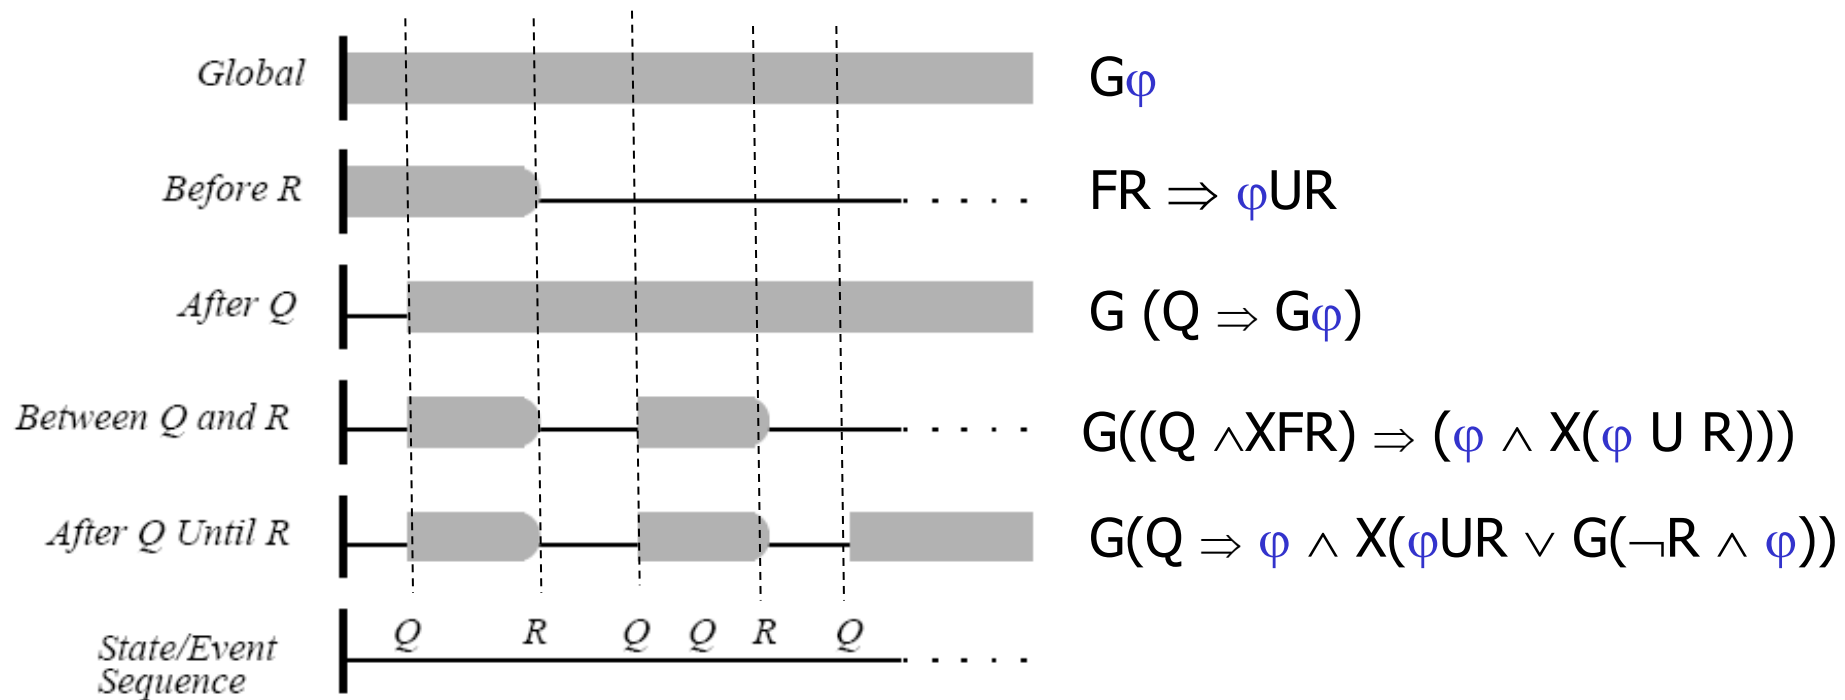 Global Gφ
Before R FR ⇒ φUR
After Q G (Q ⇒ Gφ)
Between Q and R G((Q ∧XFR) ⇒ (φ ∧ X(φ U R)))
After Q Until R G(Q ⇒ φ ∧ X(φUR ∨ G(¬R ∧ φ))
Q R Q Q R Q
State/Event
Sequence